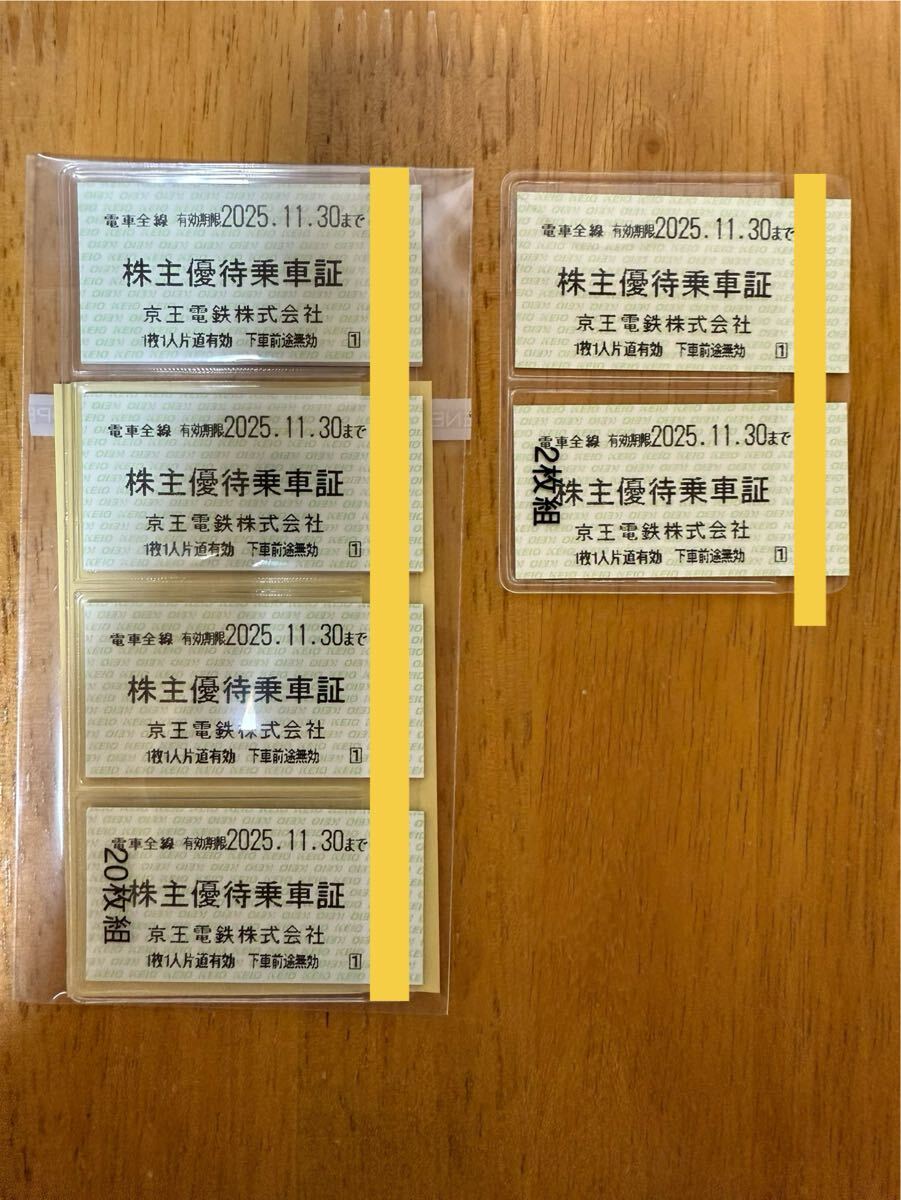 電車全線 有効期限2025.11.30まで
株主優待乗車証
京王電鉄株式会社
1枚1人片道有効 下車前途無効 1
電車全線 有効期限2025.11.30まで
株主優待乗車証
京王電鉄株式会社
1枚1人片道有効 下車前途無効 1
電車全線 有効期限2025.11.30まで
株主優待乗車証
京王電鉄株式会社
1枚1人片道有効 下車前途無効 1
電車全線 有効期限2025.11.30まで
株主優待乗車証
京王電鉄株式会社
1枚1人片道有効 下車前途無効 1
20枚組
電車全線 有効期限2025.11.30まで
株主優待乗車証
京王電鉄株式会社
1枚1人片道有効 下車前途無効 1
電車全線 有効期限2025.11.30まで
株主優待乗車証
京王電鉄株式会社
1枚1人片道有効 下車前途無効 1
2枚組